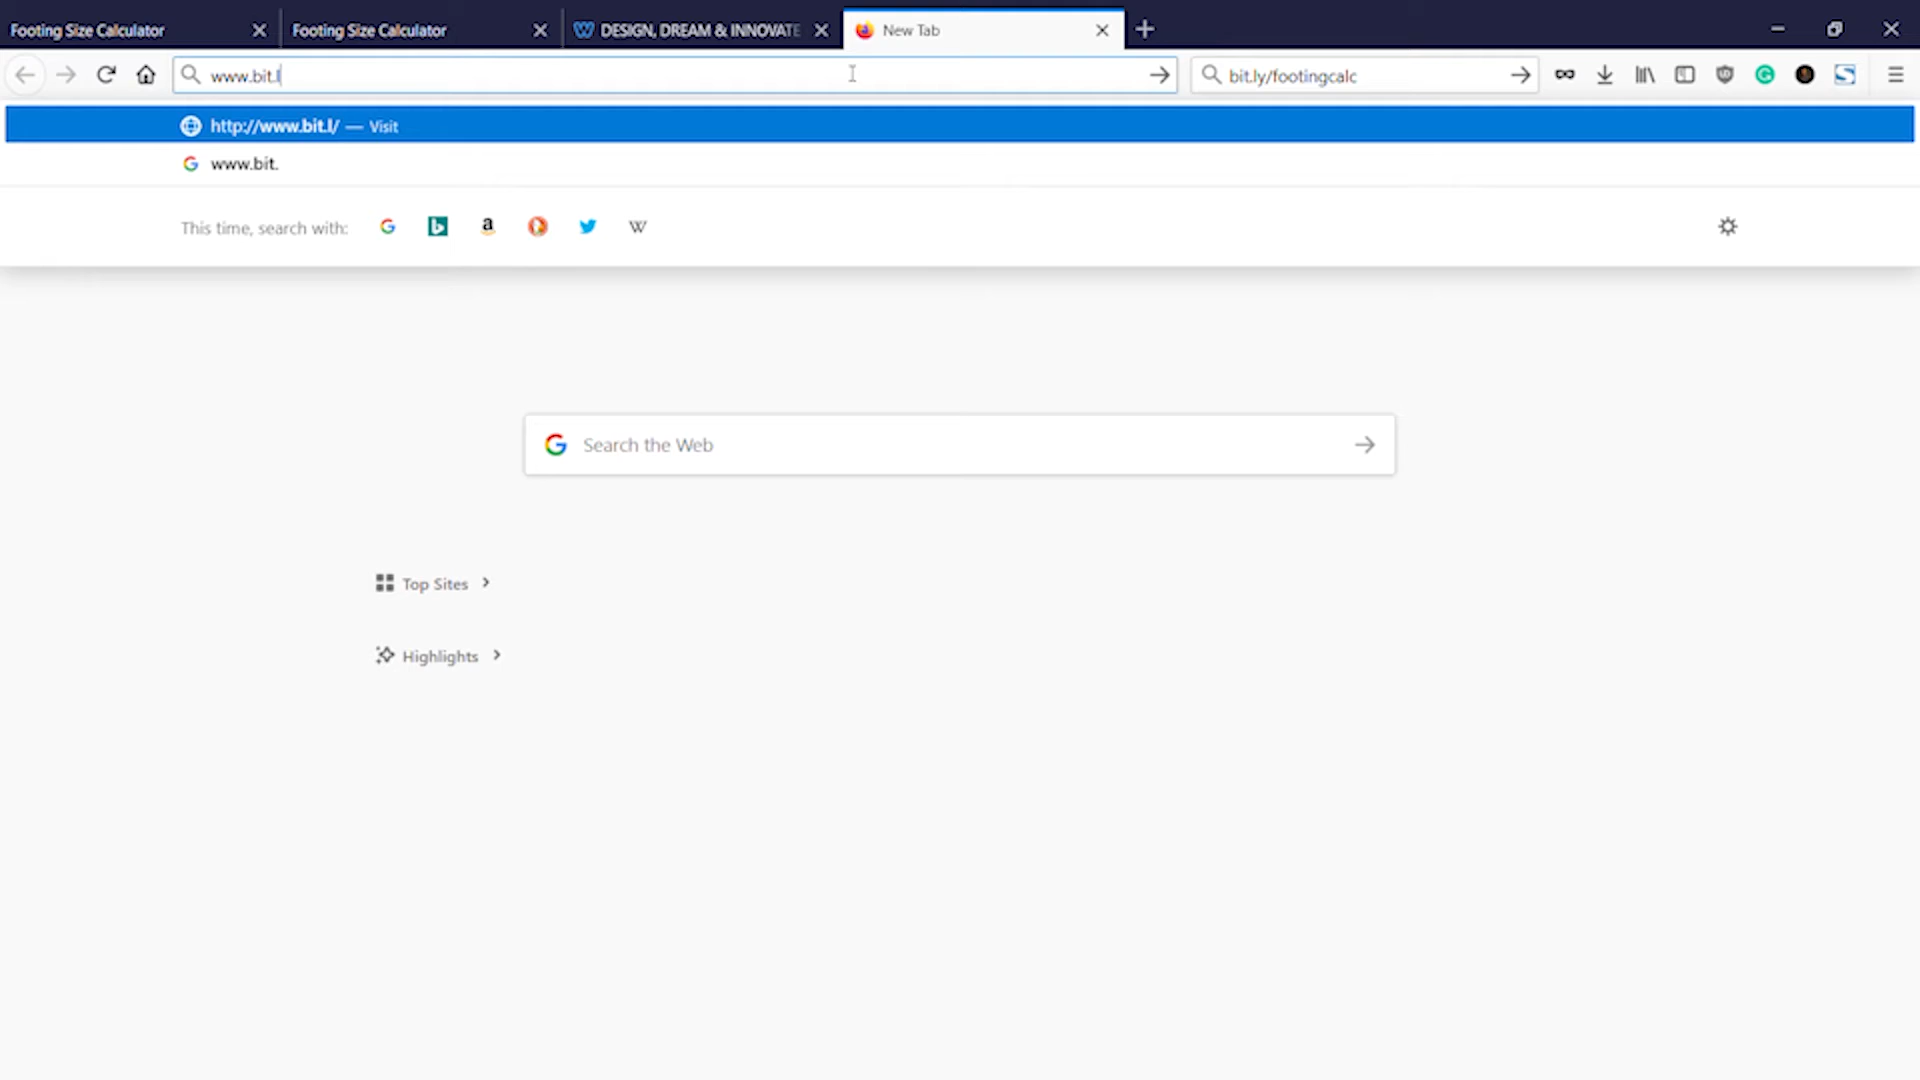 Footing Size Calculator
Footing Size Calculator
DESIGN, DREAM & INNOVATE
New Tab
www.bit.l
bit.ly/footingcalc
http://www.bit.l/ — Visit
www.bit.
This time, search with:
Search the Web
Top Sites
Highlights